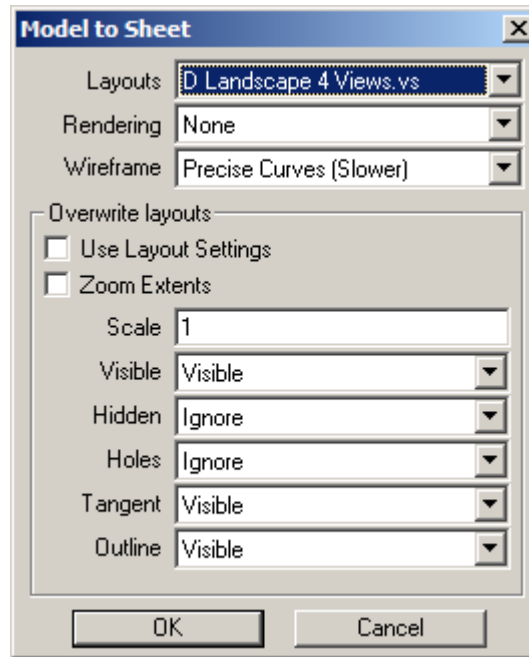 Model to Sheet
Layouts D Landscape 4 Views.vs
Rendering None
Wireframe Precise Curves (Slower)
Overwrite layouts
Use Layout Settings
Zoom Extents
Scale 1
Visible Visible
Hidden Ignore
Holes Ignore
Tangent Visible
Outline Visible
OK Cancel